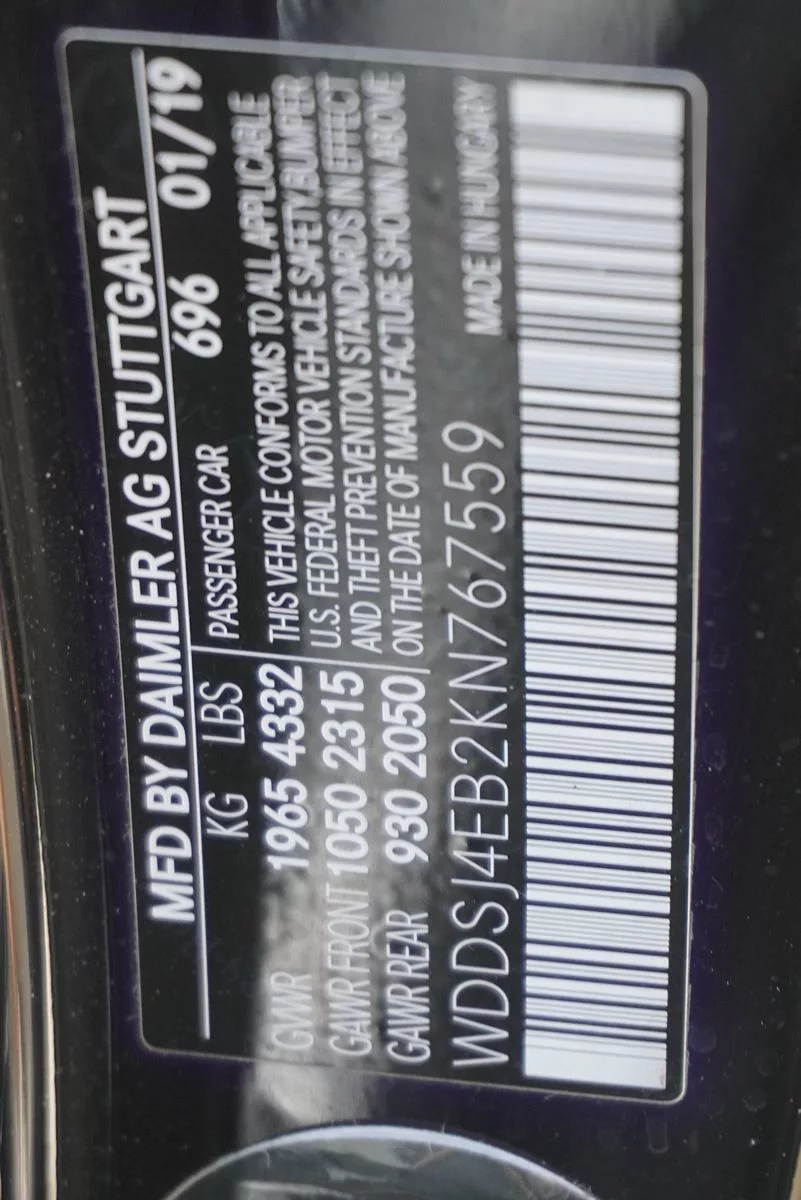 MFD BY DAIMLER AG STUTTGART
KG LBS PASSENGER CAR 696 01/19
GVWR 1965 4332 THIS VEHICLE CONFORMS TO ALL APPLICABLE
GAWR FRONT 1050 2315 U.S. FEDERAL MOTOR VEHICLE SAFETY, BUMPER
GAWR REAR 930 2050 AND THEFT PREVENTION STANDARDS IN EFFECT
ON THE DATE OF MANUFACTURE SHOWN ABOVE
WDDSJ4EB2KN767559 MADE IN HUNGARY